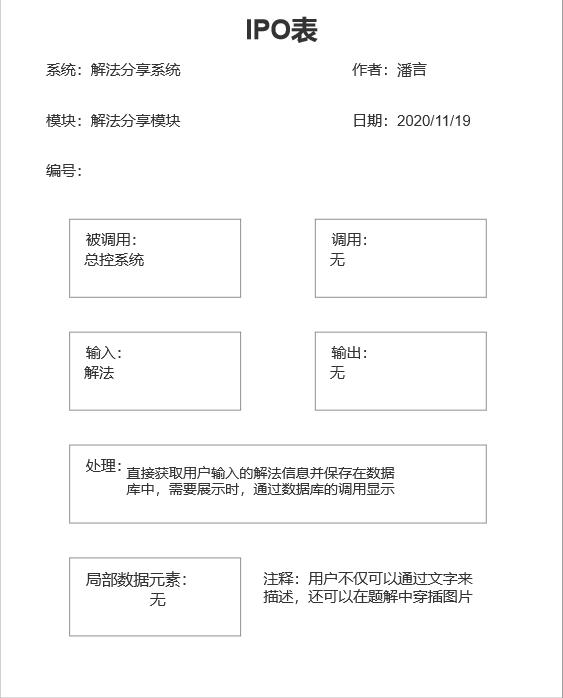 IPO表
系统：解法分享系统 作者：潘言
模块：解法分享模块 日期：2020/11/19
编号：
被调用： 调用：
总控系统 无
输入： 输出：
解法 无
处理：直接获取用户输入的解法信息并保存在数据
库中，需要展示时，通过数据库的调用显示
局部数据元素：
无
注释：用户不仅可以通过文字来
描述，还可以在题解中穿插图片